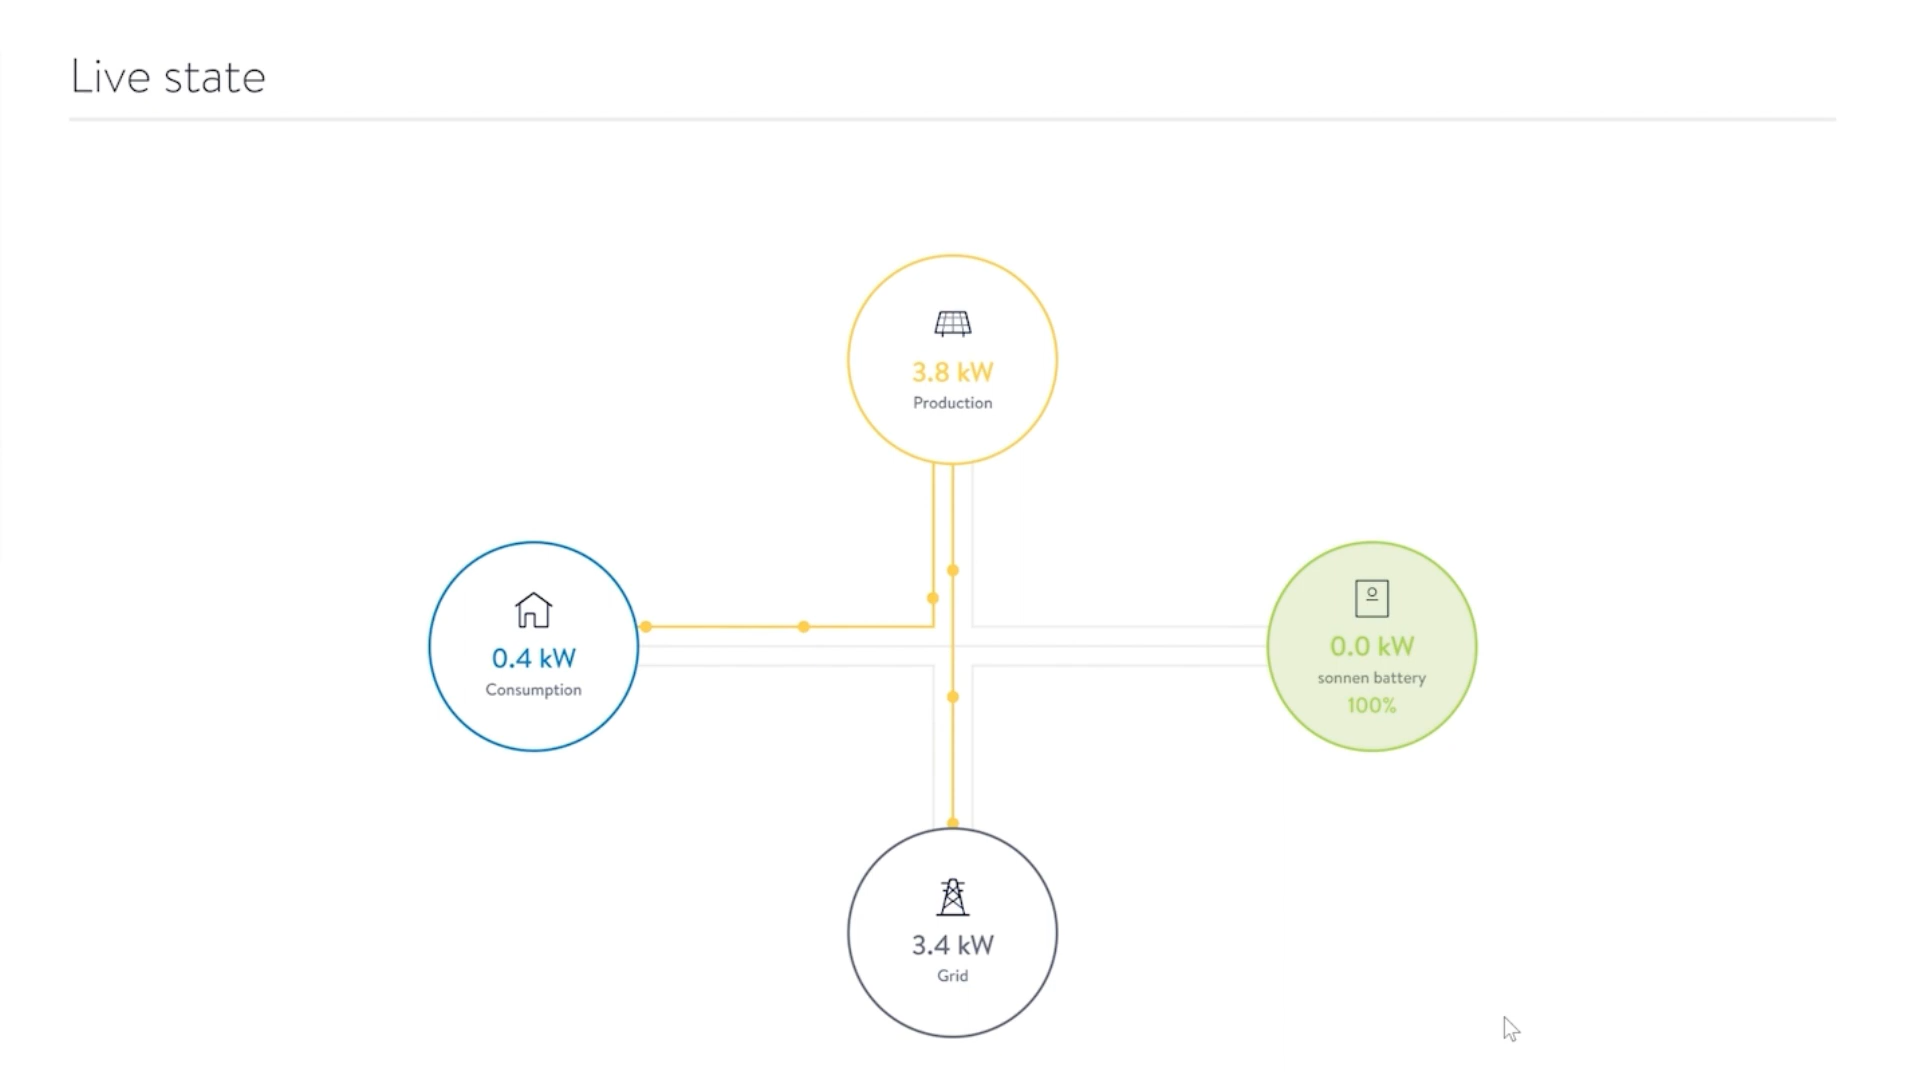 Live state
3.8 kW
Production
0.4 kW
Consumption
0.0 kW
sonnen battery
100%
3.4 kW
Grid